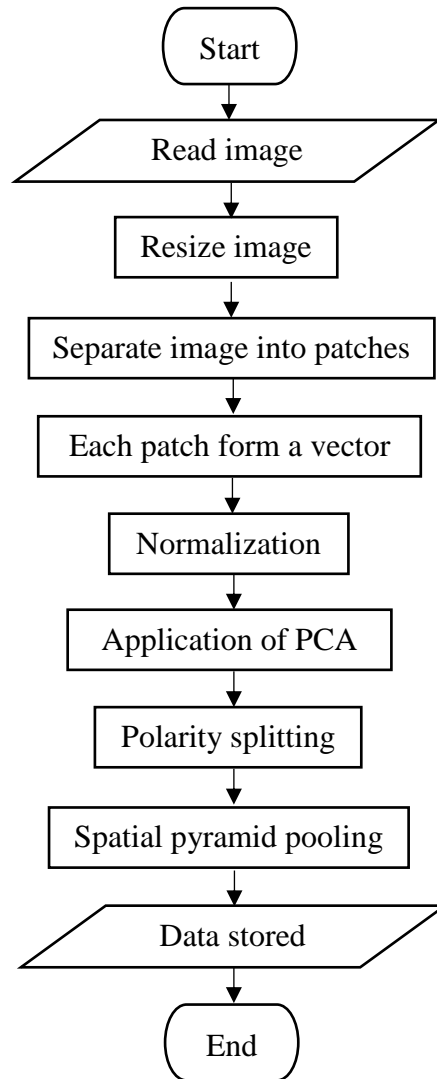 Start
Read image
Resize image
Separate image into patches
Each patch form a vector
Normalization
Application of PCA
Polarity splitting
Spatial pyramid pooling
Data stored
End